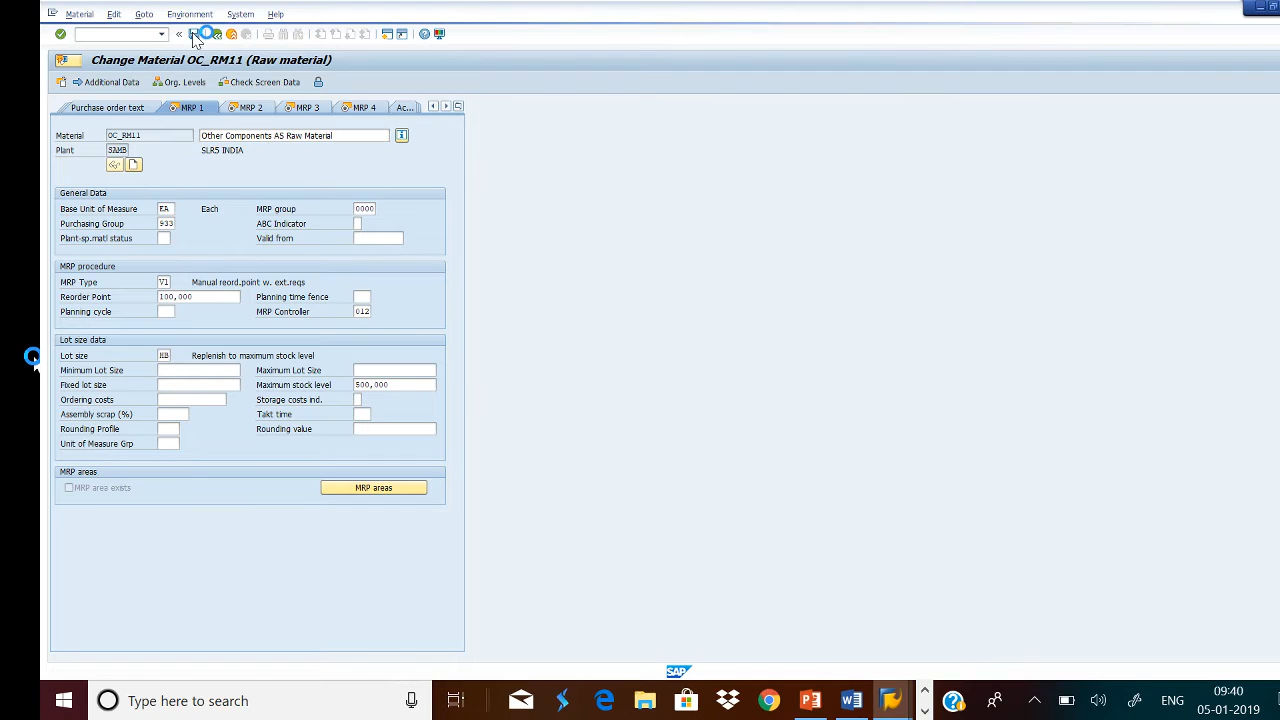 Material Edit Goto Environment System Help
Change Material OC_RM11 (Raw material)
Additional Data Org. Levels Check Screen Data
Purchase order text MRP 1 MRP 2 MRP 3 MRP 4 Ac...
Material OC_RM11 Other Components AS Raw Material
Plant SAMB SLR5 INDIA
General Data
Base Unit of Measure EA Each MRP group 0000
Purchasing Group 933 ABC Indicator
Plant-sp.matl status Valid from
MRP procedure
MRP Type V1 Manual reord.point w. ext.reqs
Reorder Point 100,000 Planning time fence
Planning cycle MRP Controller 012
Lot size data
Lot size HB Replenish to maximum stock level
Minimum Lot Size Maximum Lot Size
Fixed lot size Maximum stock level 500,000
Ordering costs Storage costs ind.
Assembly scrap (%) Takt time
Rounding Profile Rounding value
Unit of Measure Grp
MRP areas
MRP area exists MRP areas
SAP
Type here to search ENG 09:40
05-01-2019